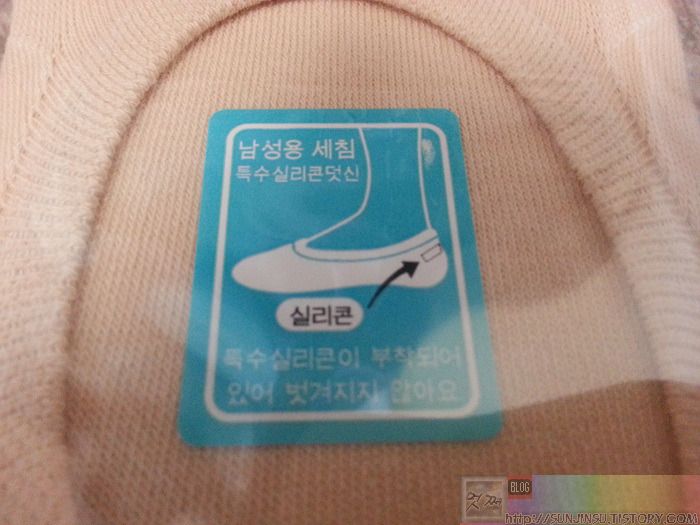 남성용 세침
특수실리콘덧신
실리콘
특수실리콘이 부착되어
있어 벗겨지지 않아요
멋쩌
BLOG
http://SUNJINSU.TISTORY.COM